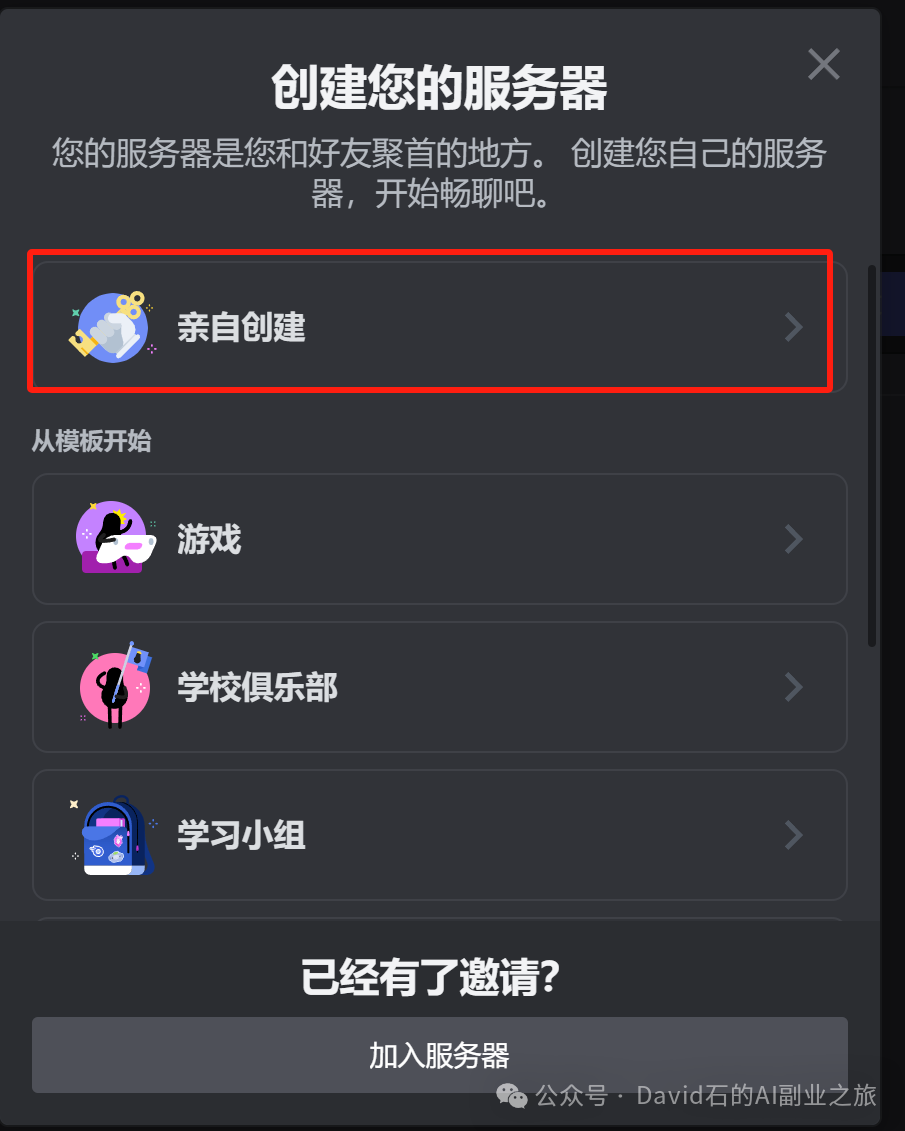 创建您的服务器
您的服务器是您和好友聚首的地方。 创建您自己的服务
器，开始畅聊吧。
亲自创建
从模板开始
游戏
学校俱乐部
学习小组
已经有了邀请?
加入服务器
公众号 · David石的AI副业之旅